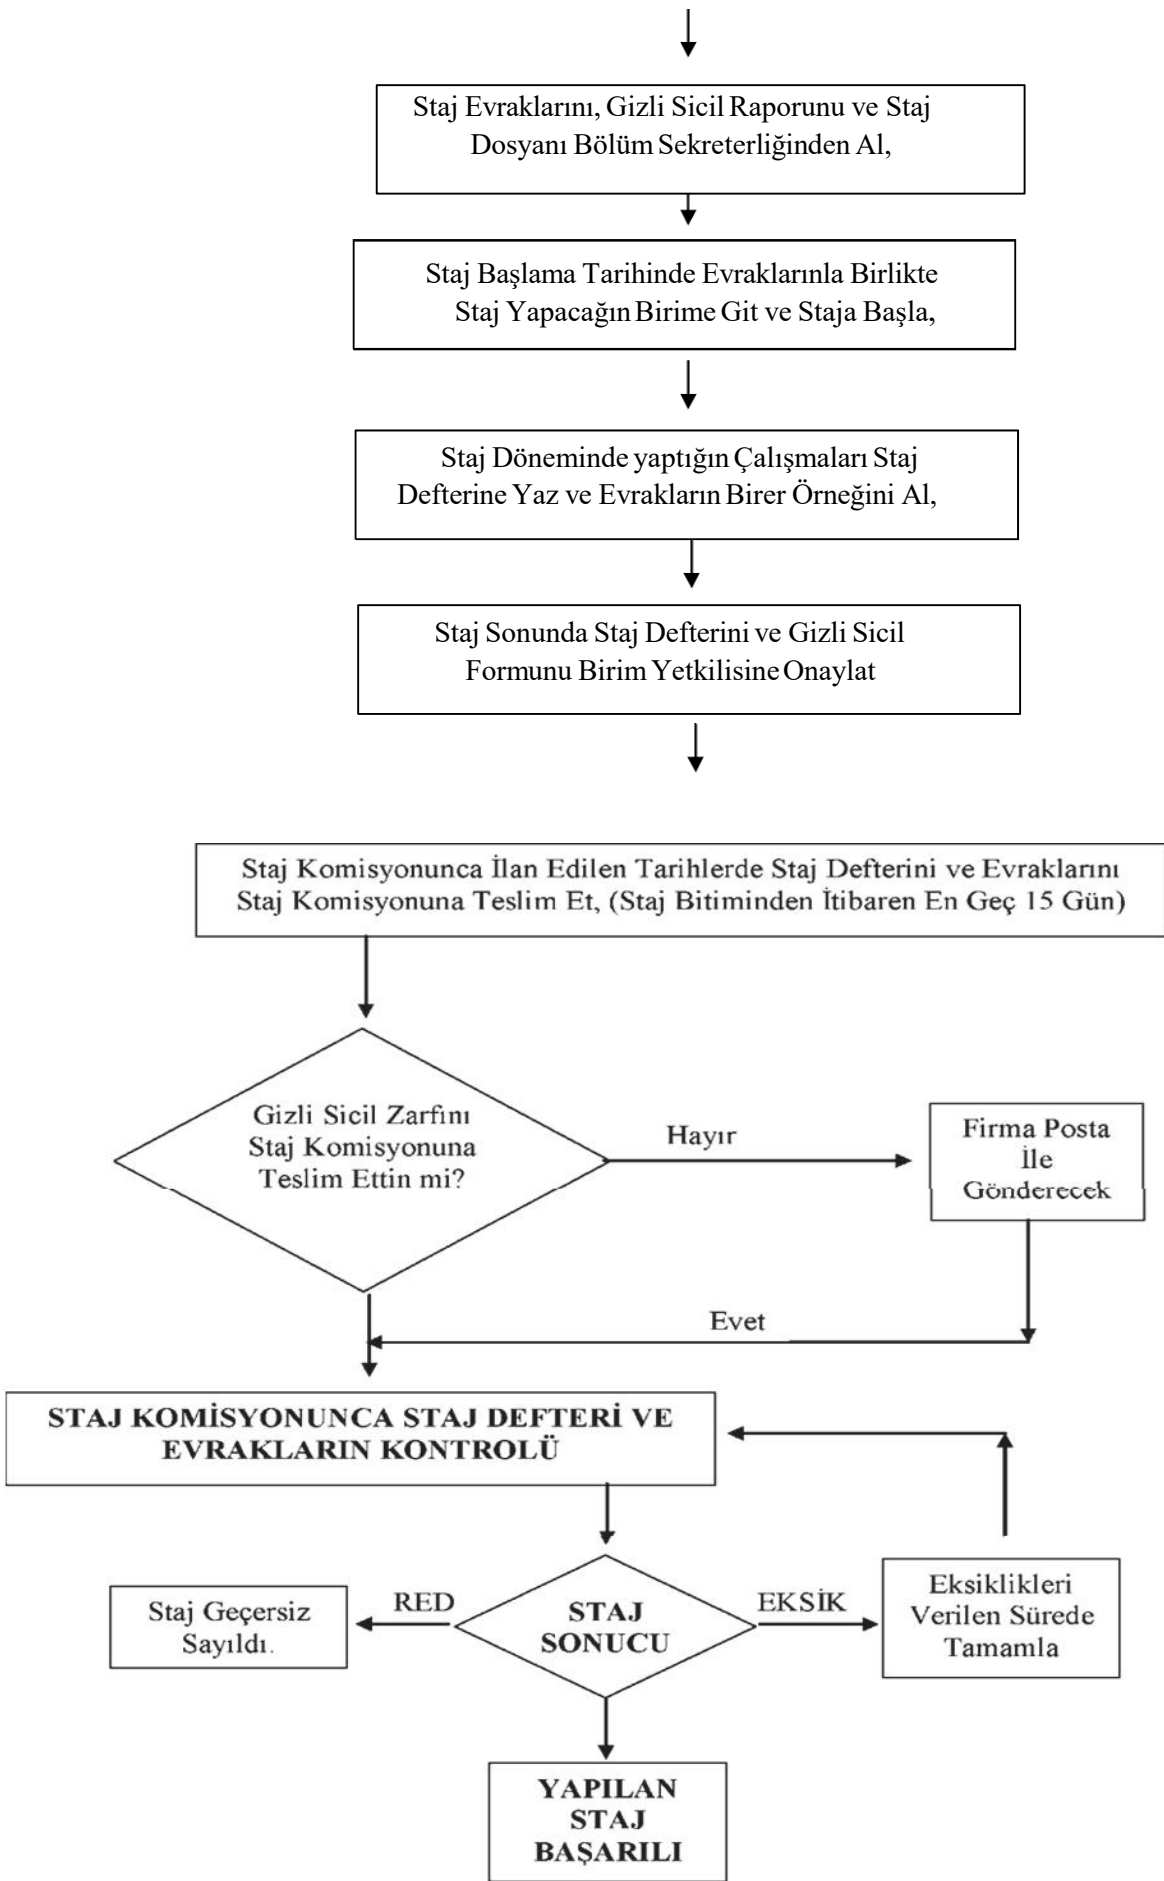 Staj Evraklarını, Gizli Sicil Raporunu ve Staj
Dosyanı Bölüm Sekreterliğinden Al,
Staj Başlama Tarihinde Evraklarınla Birlikte
Staj Yapacağın Birime Git ve Staja Başla,
Staj Döneminde yaptığın Çalışmaları Staj
Defterine Yaz ve Evrakların Birer Örneğini Al,
Staj Sonunda Staj Defterini ve Gizli Sicil
Formunu Birim Yetkilisine Onaylat
Staj Komisyonunca İlan Edilen Tarihlerde Staj Defterini ve Evraklarını
Staj Komisyonuna Teslim Et, (Staj Bitiminden İtibaren En Geç 15 Gün)
Gizli Sicil Zarfını
Staj Komisyonuna
Teslim Ettin mi?
Hayır
Firma Posta
İle
Gönderecek
Evet
STAJ KOMİSYONUNCA STAJ DEFTERİ VE
EVRAKLARIN KONTROLÜ
Staj Geçersiz
Sayıldı.
RED
STAJ
SONUCU
EKSİK
Eksiklikleri
Verilen Sürede
Tamamla
YAPILAN
STAJ
BAŞARILI